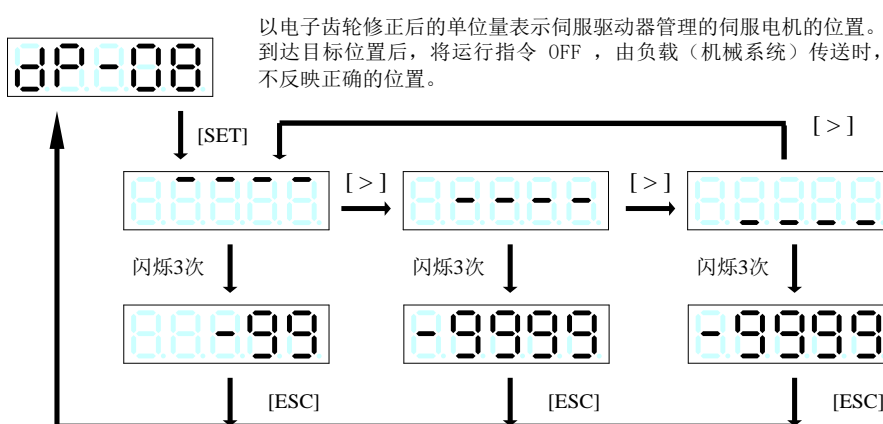 以电子齿轮修正后的单位量表示伺服驱动器管理的伺服电机的位置。
到达目标位置后，将运行指令 OFF ，由负载（机械系统）传送时，
不反映正确的位置。
dP-08
[SET]
[ > ]
[ > ]
[ > ]
闪烁3次
闪烁3次
闪烁3次
-99
-9999
-9999
[ESC]
[ESC]
[ESC]